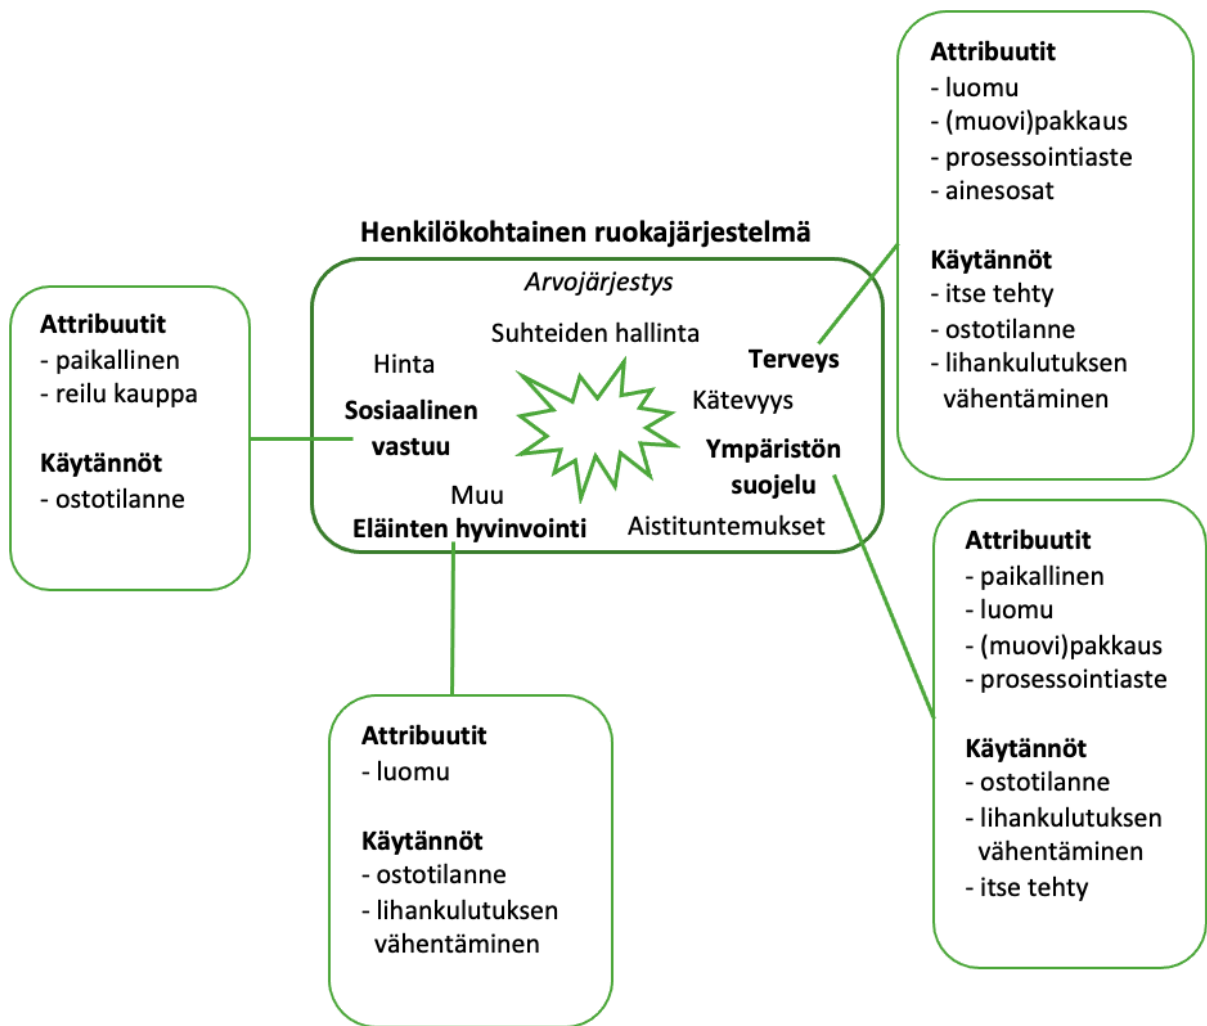 Henkilökohtainen ruokajärjestelmä
Arvojärjestys
Suhteiden hallinta
Hinta
Terveys
Kätevyys
Sosiaalinen
vastuu
Ympäristön
suojelu
Muu
Eläinten hyvinvointi
Aistituntemukset
Attribuutit
- paikallinen
- reilu kauppa
Käytännöt
- ostotilanne
Attribuutit
- luomu
- (muovi)pakkaus
- prosessointiaste
- ainesosat
Käytännöt
- itse tehty
- ostotilanne
- lihankulutuksen
vähentäminen
Attribuutit
- luomu
Käytännöt
- ostotilanne
- lihankulutuksen
vähentäminen
Attribuutit
- paikallinen
- luomu
- (muovi)pakkaus
- prosessointiaste
Käytännöt
- ostotilanne
- lihankulutuksen
vähentäminen
- itse tehty